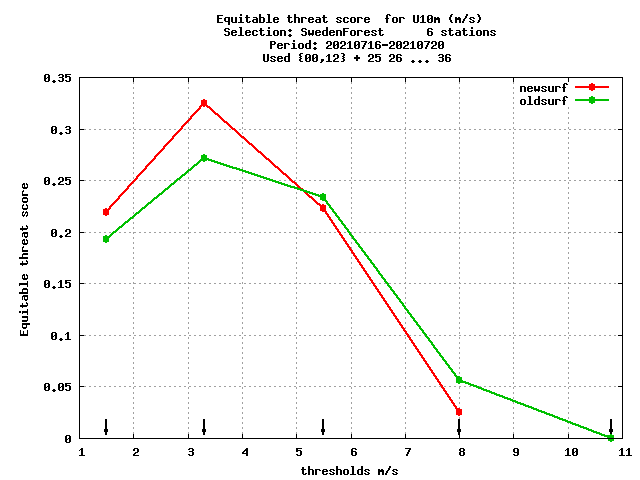 Equitable threat score  for U10m (m/s)
Selection: SwedenForest      6 stations
Period: 20210716-20210720
Used {00,12} + 25 26 ... 36
newsurf
oldsurf
Equitable threat score
0.35
0.3
0.25
0.2
0.15
0.1
0.05
0
1 2 3 4 5 6 7 8 9 10 11
thresholds m/s